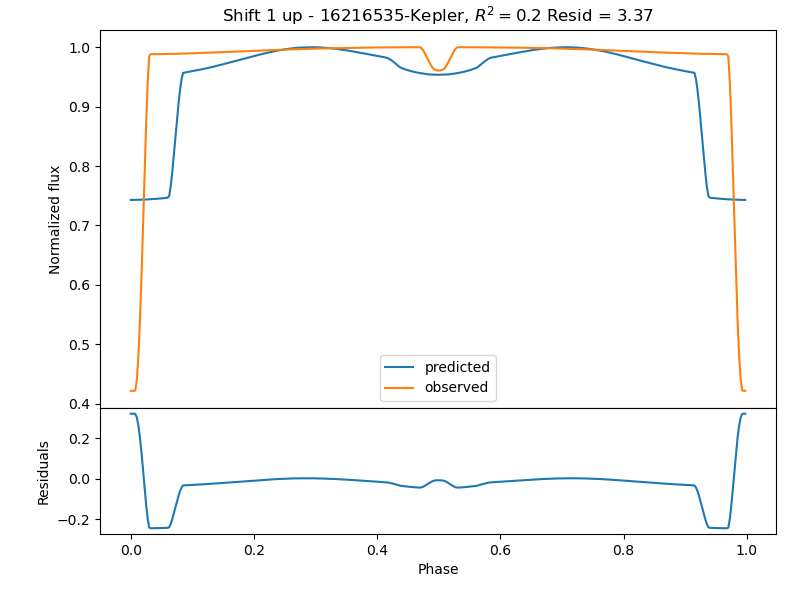 Shift 1 up - 16216535-Kepler, R² = 0.2 Resid = 3.37
1.0
0.9
0.8
0.7
0.6
0.5
0.4
Normalized flux
predicted
observed
0.2
0.0
−0.2
Residuals
0.0 0.2 0.4 0.6 0.8 1.0
Phase